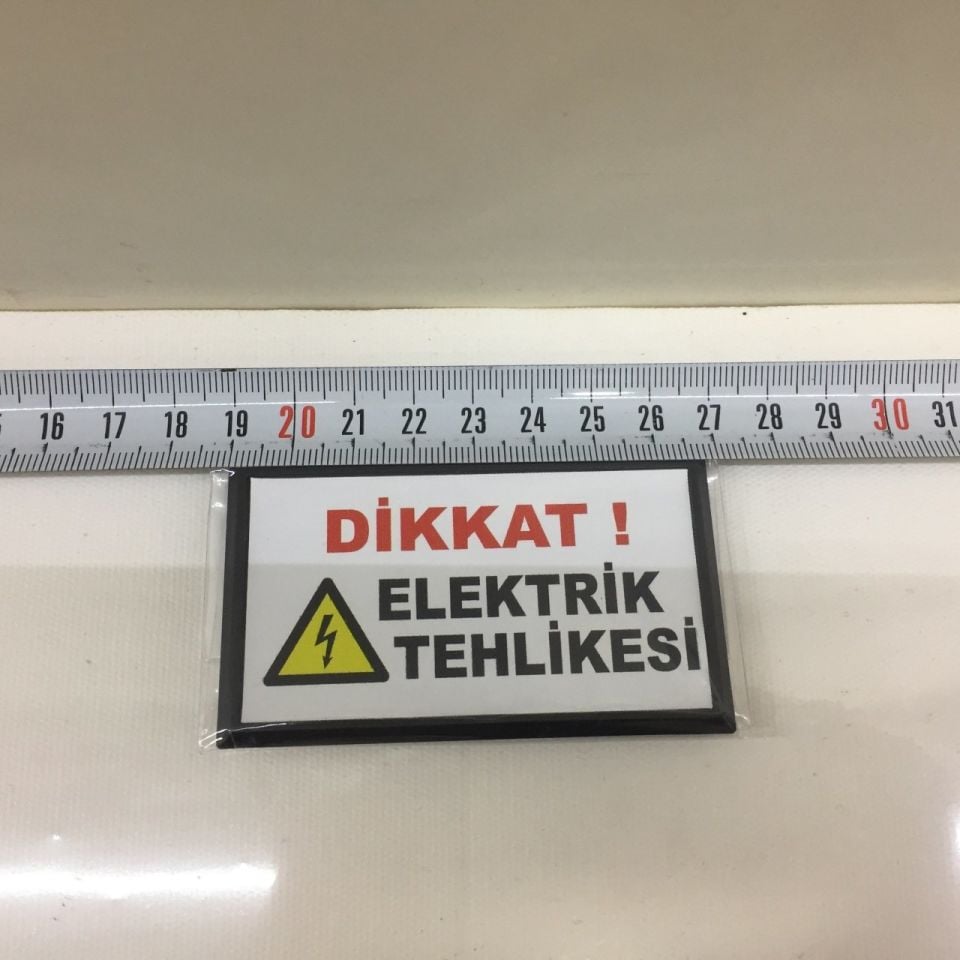 16 17 18 19 20 21 22 23 24 25 26 27 28 29 30 31
DİKKAT !
ELEKTRİK
TEHLİKESİ